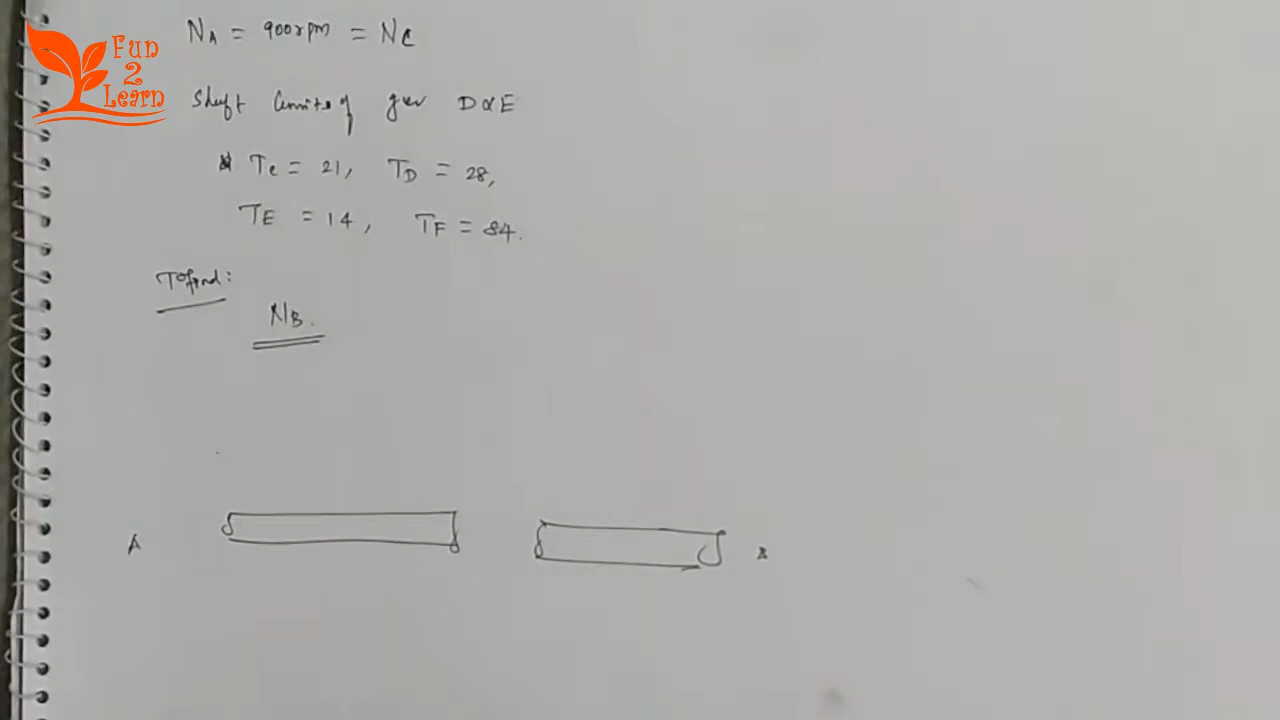 Fun
2
Learn
NA = 900rpm = NC
Shaft consits of gear D & E
TC = 21, TD = 28,
TE = 14, TF = 84.
To find:
NB.
A
B